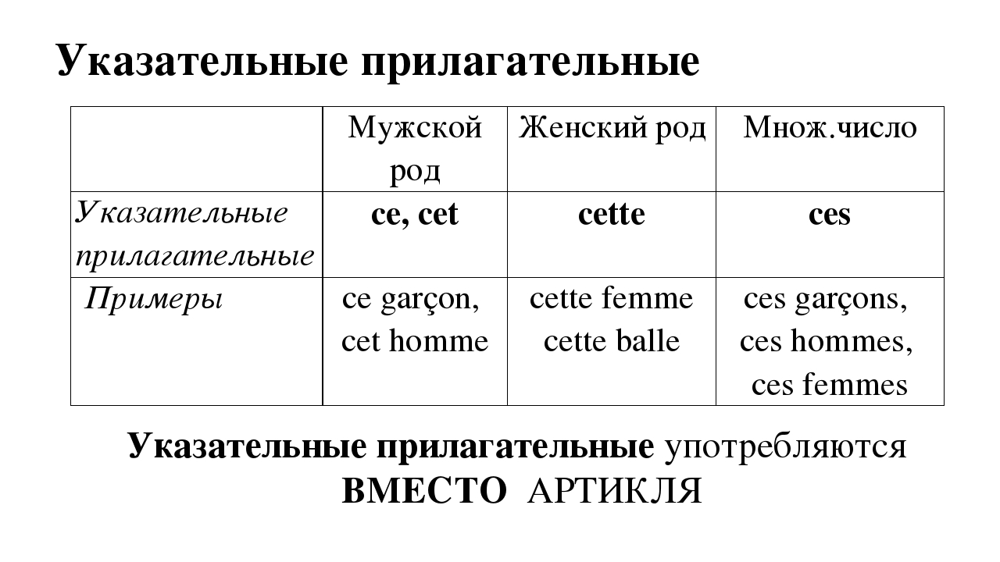 Указательные прилагательные
Мужской род
Женский род
Множ.число
Указательные прилагательные
ce, cet
cette
ces
Примеры
ce garçon,
cet homme
cette femme
cette balle
ces garçons,
ces hommes,
ces femmes
Указательные прилагательные употребляются
ВМЕСТО АРТИКЛЯ